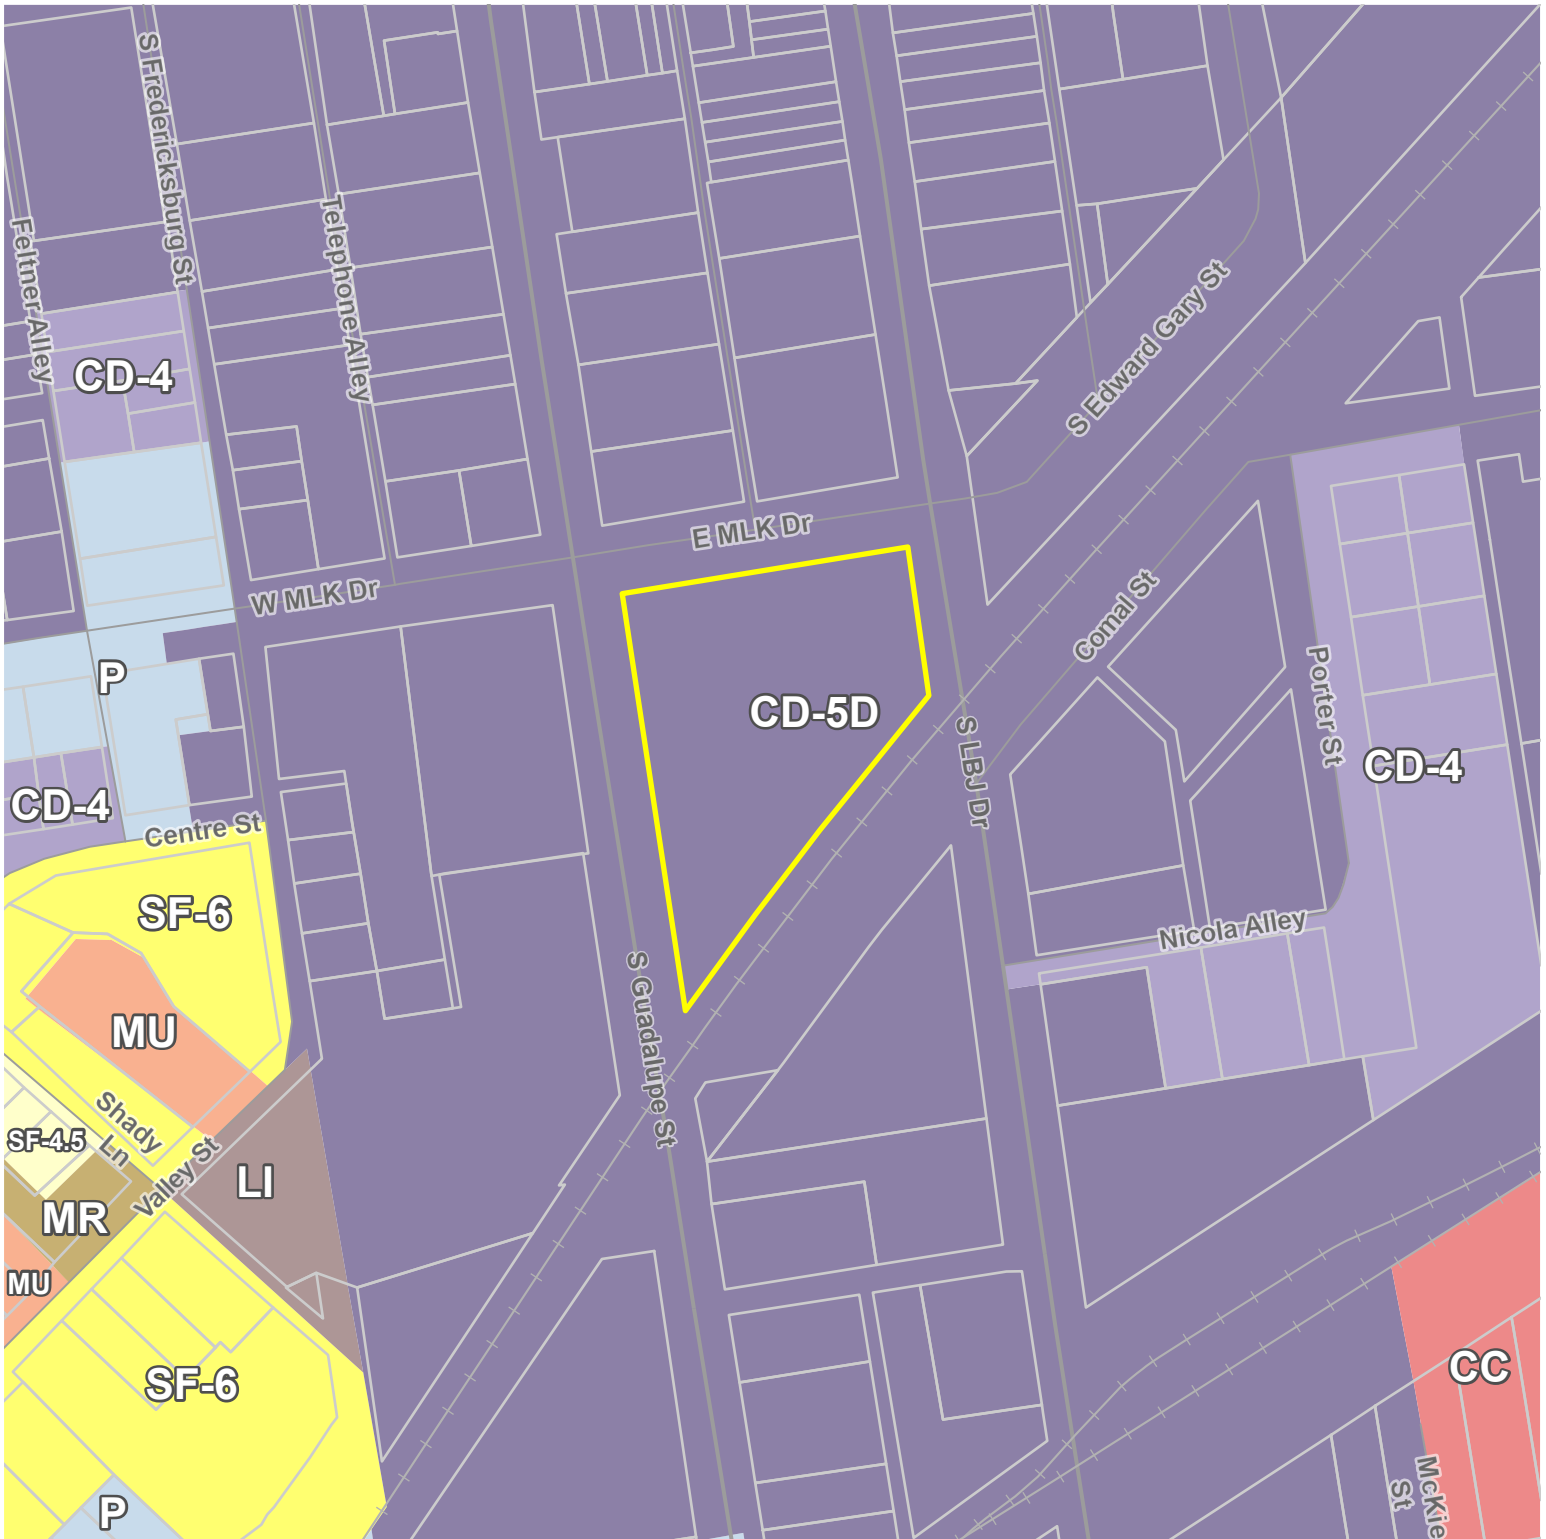 S Fredericksburg St
Feltner Alley
Telephone Alley
S Edward Gary St
CD-4
E MLK Dr
W MLK Dr
Comal St
P
Porter St
CD-5D
S LBJ Dr
CD-4
CD-4
Centre St
SF-6
Nicola Alley
S Guadalupe St
MU
Shady
Ln
SF-4.5
Valley St
LI
MR
MU
SF-6
CC
P
McKie
St